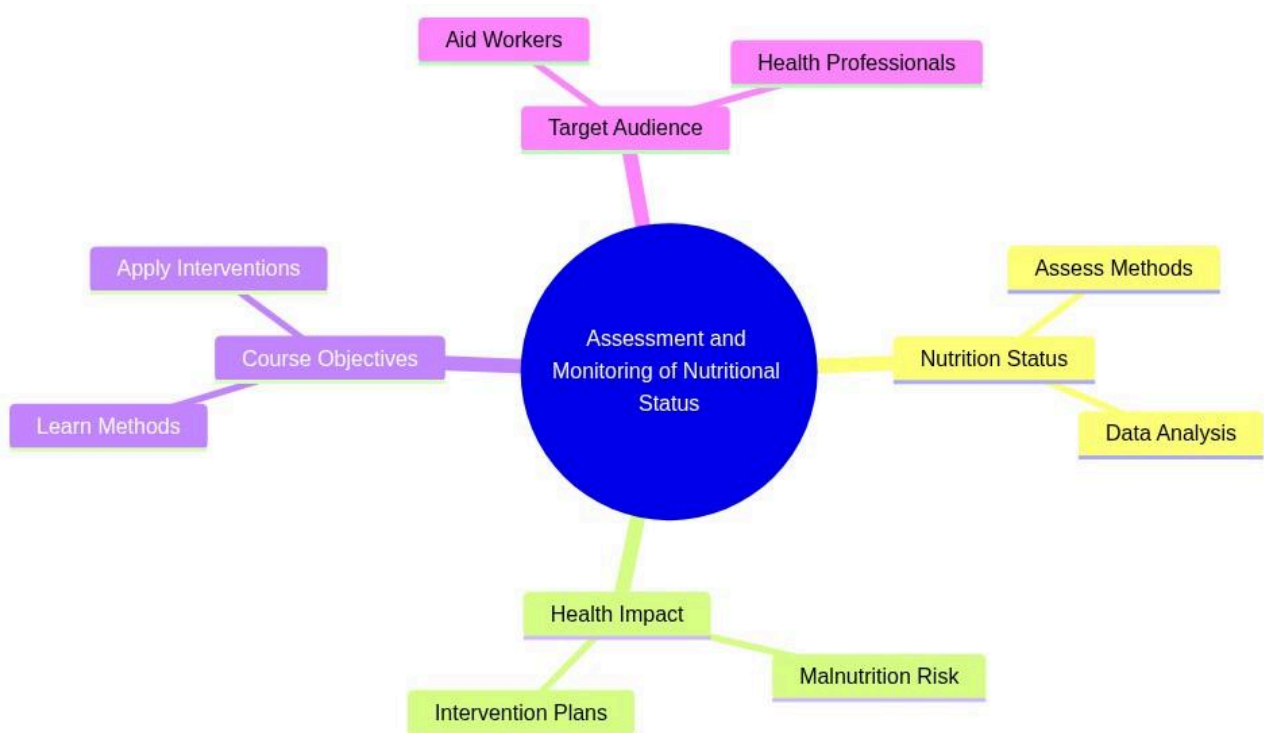 Aid Workers
Health Professionals
Target Audience
Apply Interventions
Course Objectives
Learn Methods
Assessment and
Monitoring of Nutritional
Status
Assess Methods
Nutrition Status
Data Analysis
Health Impact
Malnutrition Risk
Intervention Plans